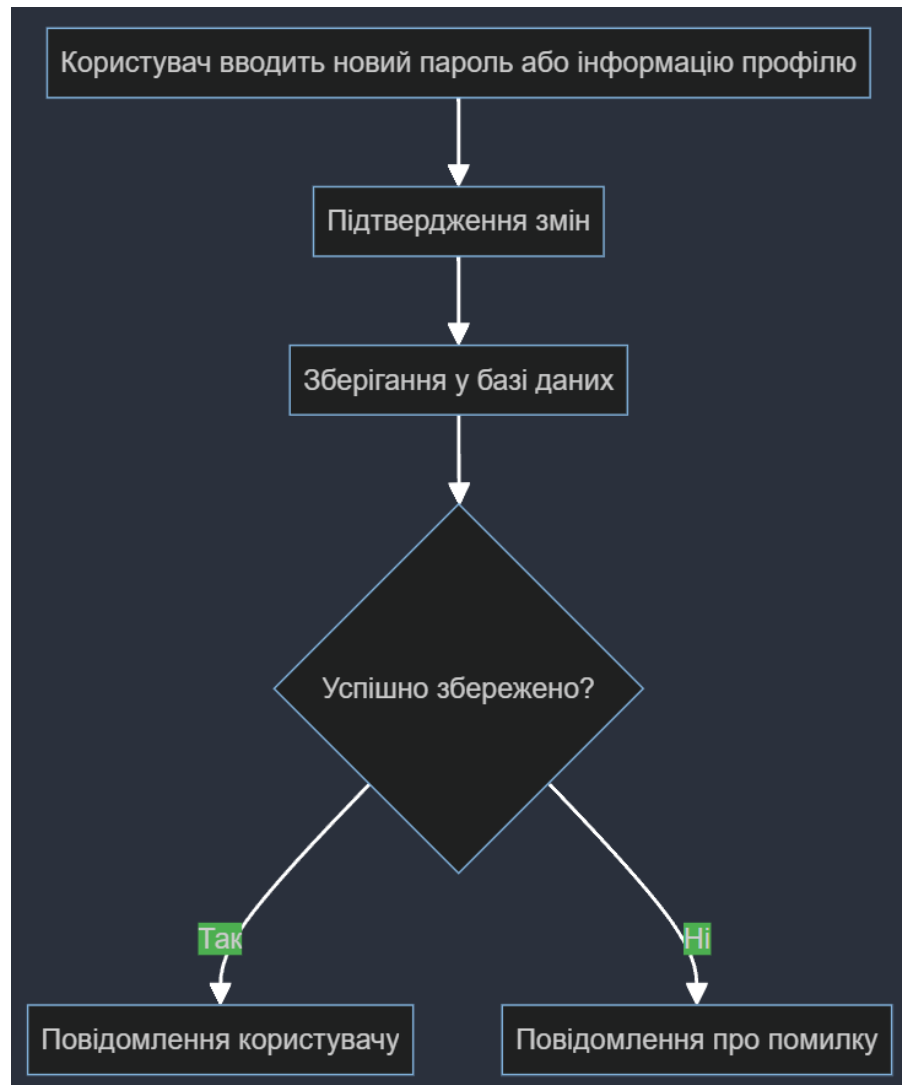 Користувач вводить новий пароль або інформацію профілю
Підтвердження змін
Зберігання у базі даних
Успішно збережено?
Так
Ні
Повідомлення користувачу
Повідомлення про помилку